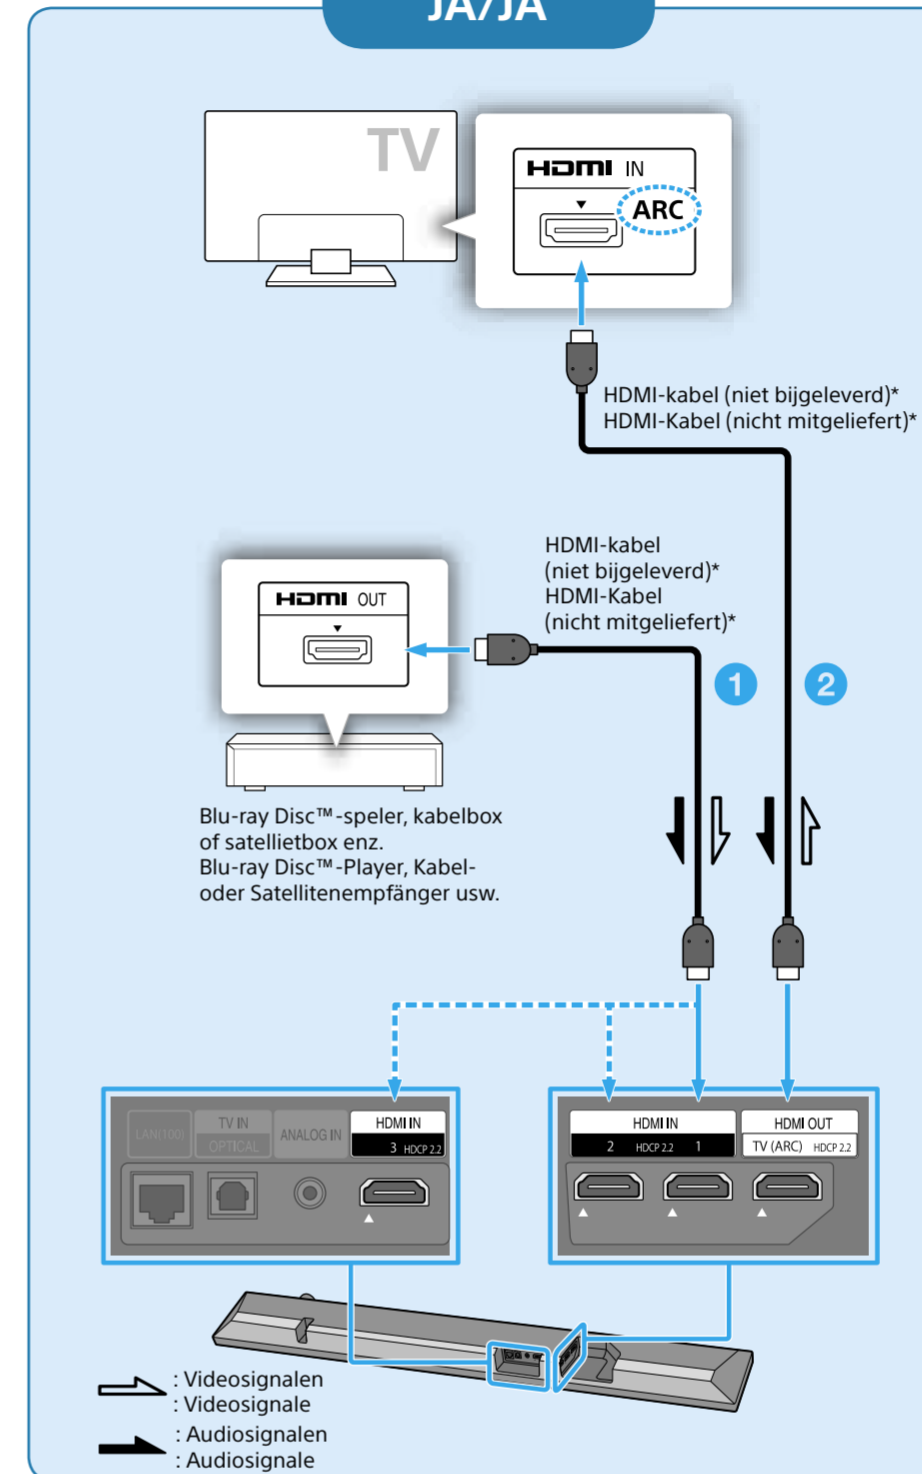 JA/JA
TV
HDMI IN
ARC
HDMI-kabel (niet bijgeleverd)*
HDMI-Kabel (nicht mitgeliefert)*
HDMI-kabel
(niet bijgeleverd)*
HDMI-Kabel
(nicht mitgeliefert)*
HDMI OUT
1 2
Blu-ray Disc™-speler, kabelbox
of satellietbox enz.
Blu-ray Disc™-Player, Kabel-
oder Satellitenempfänger usw.
LAN(100)
TV IN
OPTICAL
ANALOG IN
HDMI IN
3 HDCP 2.2
HDMI IN
2 HDCP 2.2 1
HDMI OUT
TV (ARC) HDCP 2.2
: Videosignalen
: Videosignale
: Audiosignalen
: Audiosignale